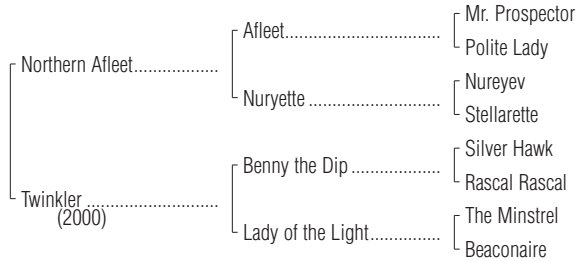 Mr. Prospector
Afleet
Polite Lady
Northern Afleet
Nureyev
Nuryette
Stellarette
Silver Hawk
Benny the Dip
Rascal Rascal
Twinkler
(2000)
The Minstrel
Lady of the Light
Beaconaire